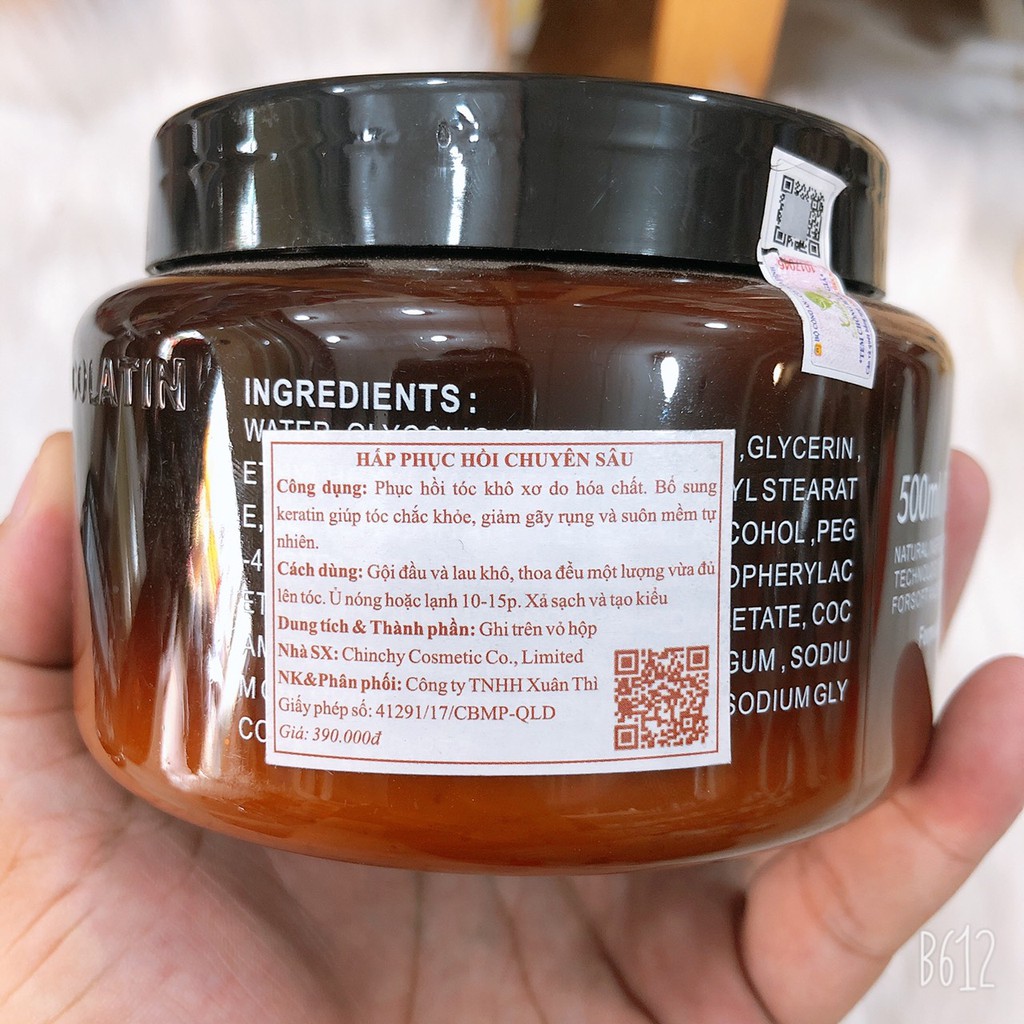 COLATIN
INGREDIENTS :
,GLYCERIN ,
YL STEARAT
COHOL ,PEG
OPHERYLAC
ETATE, COC
GUM , SODIU
SODIUM GLY
HẤP PHỤC HỒI CHUYÊN SÂU
Công dụng: Phục hồi tóc khô xơ do hóa chất. Bổ sung
keratin giúp tóc chắc khỏe, giảm gãy rụng và suôn mềm tự
nhiên.
Cách dùng: Gội đầu và lau khô, thoa đều một lượng vừa đủ
lên tóc. Ủ nóng hoặc lạnh 10-15p. Xả sạch và tạo kiểu
Dung tích & Thành phần: Ghi trên vỏ hộp
Nhà SX: Chinchy Cosmetic Co., Limited
NK&Phân phối: Công ty TNHH Xuân Thì
Giấy phép số: 41291/17/CBMP-QLD
Giá: 390.000đ
500ml
NATURAL
B612